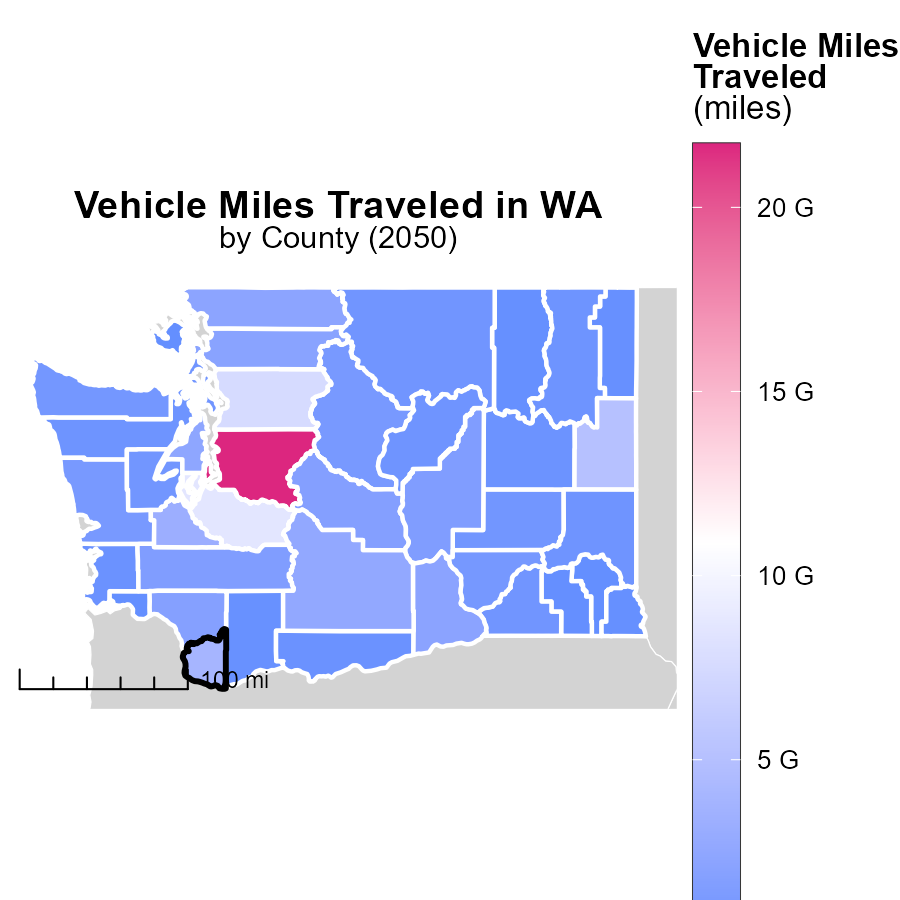 Vehicle Miles
Traveled
(miles)
Vehicle Miles Traveled in WA
by County (2050)
20 G
15 G
10 G
5 G
100 mi